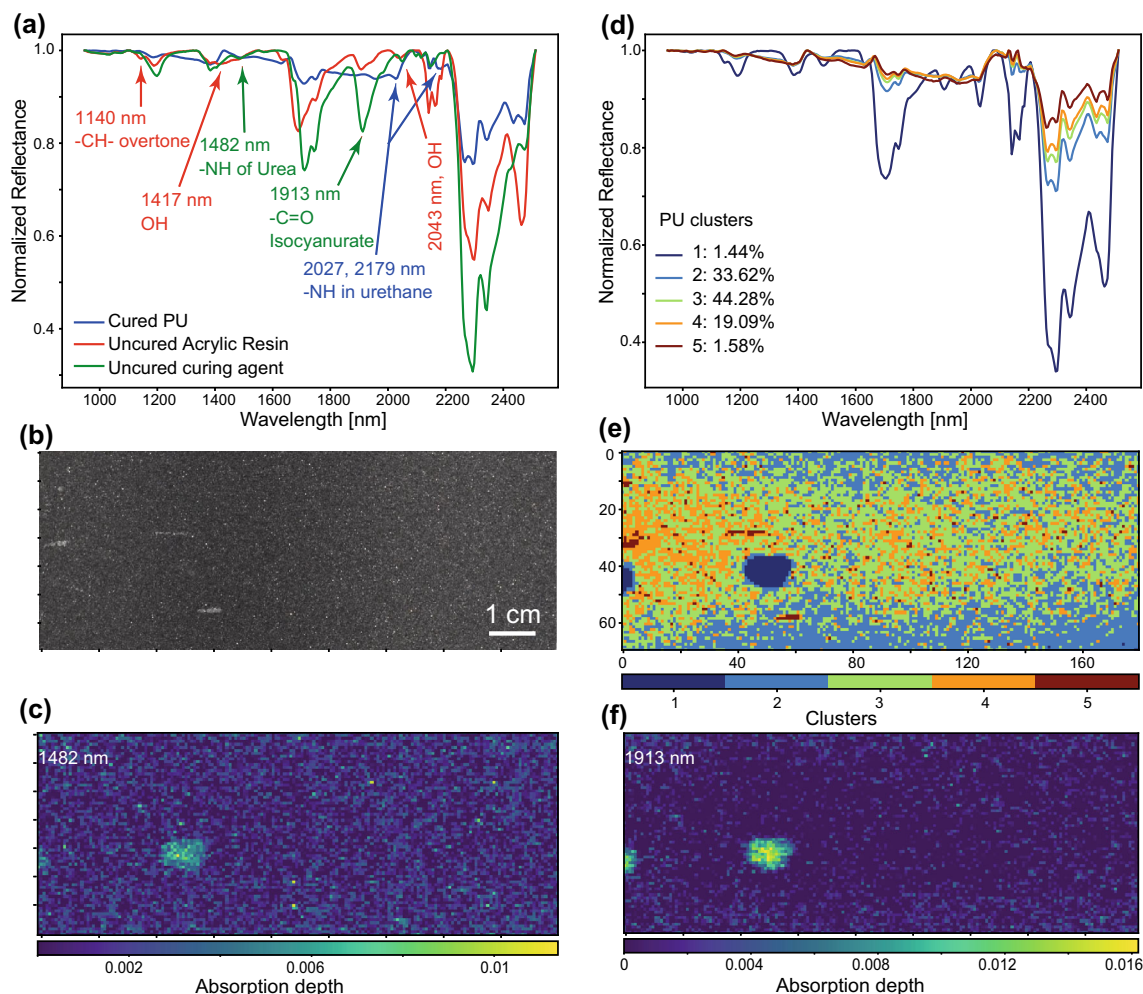 (a)
1.0
0.8
0.6
0.4
Normalized Reflectance
1140 nm
-CH- overtone
1417 nm
OH
1482 nm
-NH of Urea
1913 nm
-C=O
Isocyanurate
2027, 2179 nm
-NH in urethane
2043 nm, OH
Cured PU
Uncured Acrylic Resin
Uncured curing agent
1000 1200 1400 1600 1800 2000 2200 2400
Wavelength [nm]
(d)
1.0
0.8
0.6
0.4
Normalized Reflectance
PU clusters
1: 1.44%
2: 33.62%
3: 44.28%
4: 19.09%
5: 1.58%
1000 1200 1400 1600 1800 2000 2200 2400
Wavelength [nm]
(b)
1 cm
(e)
0
20
40
60
0 40 80 120 160
1 2 3 4 5
Clusters
(c)
1482 nm
0.002 0.006 0.01
Absorption depth
(f)
1913 nm
0 0.004 0.008 0.012 0.016
Absorption depth